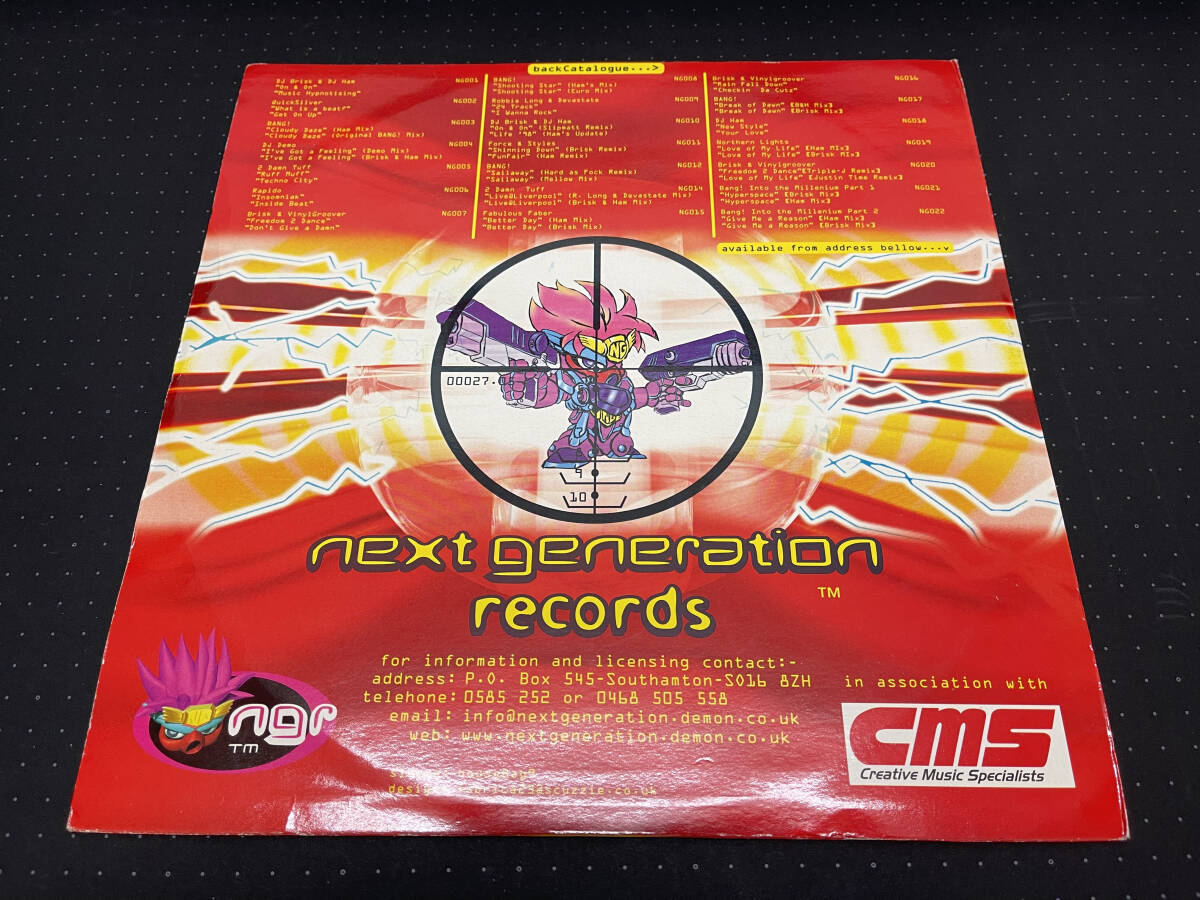 backCatalogue...>
DJ Brisk & DJ Ham NG001
"On & On"
"Music Hypnotising"
QuickSilver NG002
"What is a beat?"
"Get On Up"
BANG! NG003
"Cloudy Daze" (Ham Mix)
"Cloudy Daze" (Original BANG! Mix)
DJ Demo NG004
"I've Got a Feeling" (Demo Mix)
"I've Got a Feeling" (Brisk & Ham Mix)
2 Damn Tuff NG005
"Ruff Muff"
"Techno City"
Rapido NG006
"Insomniak"
"Inside Beat"
Brisk & VinylGroover NG007
"Freedom 2 Dance"
"Don't Give a Damn"
BANG! NG008
"Shooting Star" (Ham's Mix)
"Shooting Star" (Euro Mix)
Robbie Long & Devastate NG009
"24 Track"
"I Wanna Rock"
DJ Brisk & DJ Ham NG010
"On & On" (Slipmatt Remix)
"Life '98" (Ham's Update)
Force & Styles NG011
"Shinning Down" (Brisk Remix)
"FunFair" (Ham Remix)
BANG! NG012
"Sailaway" (Hard as Fock Remix)
"Sailaway" (Mellow Mix)
2 Damn Tuff NG014
"Live@Liverpool" (R. Long & Devastate Mix)
"Live@Liverpool" (Brisk & Ham Mix)
Fabulous Faber NG015
"Better Day" (Ham Mix)
"Better Day" (Brisk Mix)
Brisk & Vinylgroover NG016
"Rain Fall Down"
"Checkin' Da Cutz"
BANG! NG017
"Break of Dawn" [B&H Mix]
"Break of Dawn" [Brisk Mix]
DJ Ham NG018
"New Style"
"Your Love"
Northern Lights NG019
"Love of My Life" [Ham Mix]
"Love of My Life" [Brisk Mix]
Brisk & Vinylgroover NG020
"Freedom 2 Dance"[Triple-J Remix]
"Love of My Life" [Justin Time Remix]
Bang! Into the Millenium Part 1 NG021
"Hyperspace" [Brisk Mix]
"Hyperspace" [Ham Mix]
Bang! Into the Millenium Part 2 NG022
"Give Me a Reason" [Ham Mix]
"Give Me a Reason" [Brisk Mix]
available from address bellow...v
NG
00027.
9
10
next generation
records
TM
for information and licensing contact:-
address: P.O. Box 545-Southamton-SO16 8ZH
telehone: 0585 252 or 0468 505 558
email: info@nextgeneration.demon.co.uk
web: www.nextgeneration.demon.co.uk
ngr
TM
in association with
cms
Creative Music Specialists